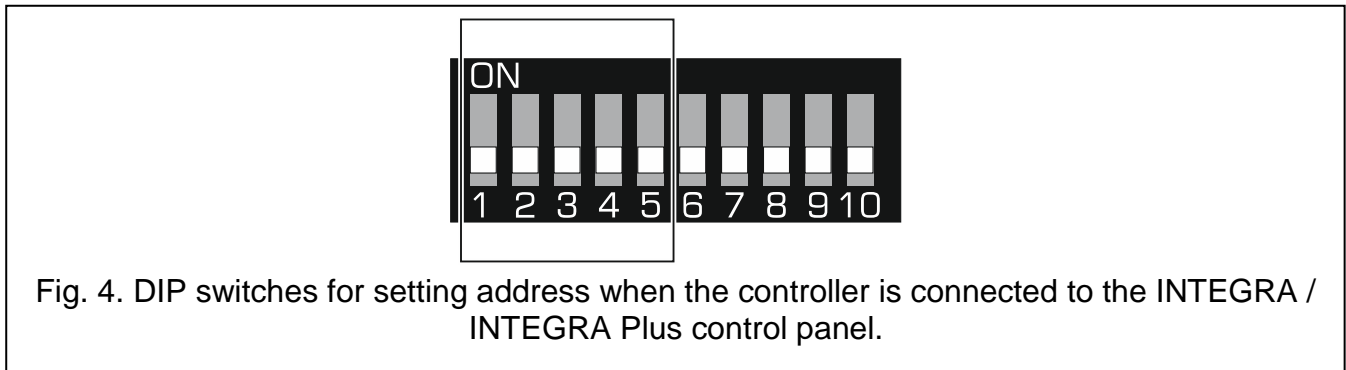 ON
1 2 3 4 5 6 7 8 9 10
Fig. 4. DIP switches for setting address when the controller is connected to the INTEGRA /
INTEGRA Plus control panel.